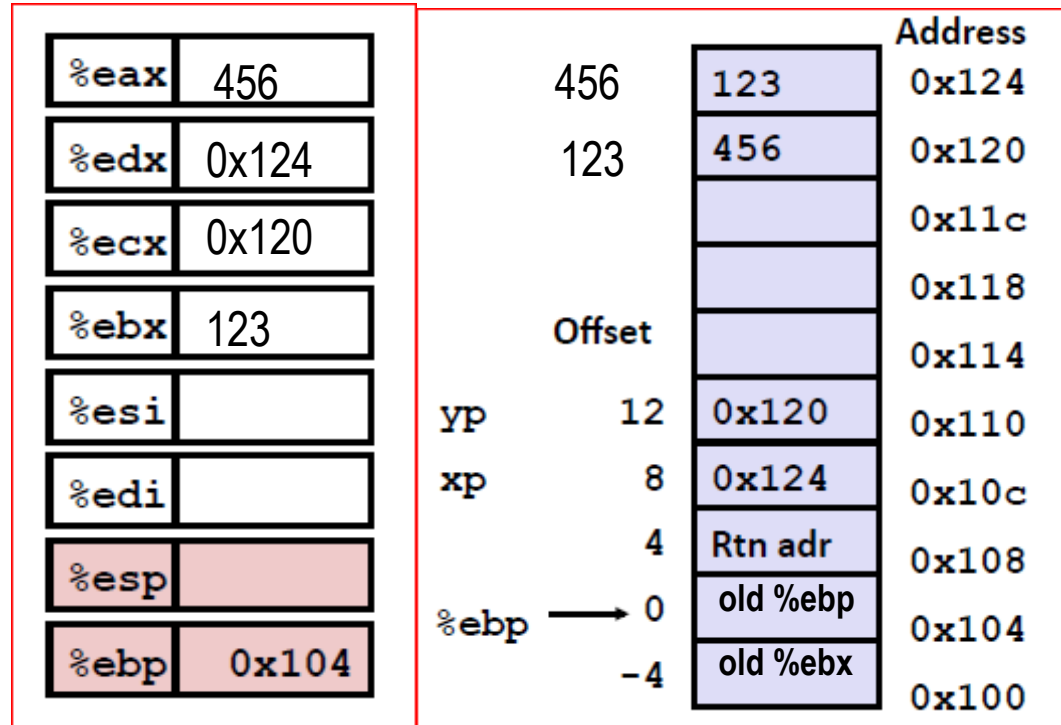 %eax 456
%edx 0x124
%ecx 0x120
%ebx 123
%esi
%edi
%esp
%ebp 0x104
Address
456 123 0x124
123 456 0x120
0x11c
0x118
Offset
0x114
yp 12 0x120 0x110
xp 8 0x124 0x10c
4 Rtn adr 0x108
%ebp 0 old %ebp 0x104
-4 old %ebx 0x100